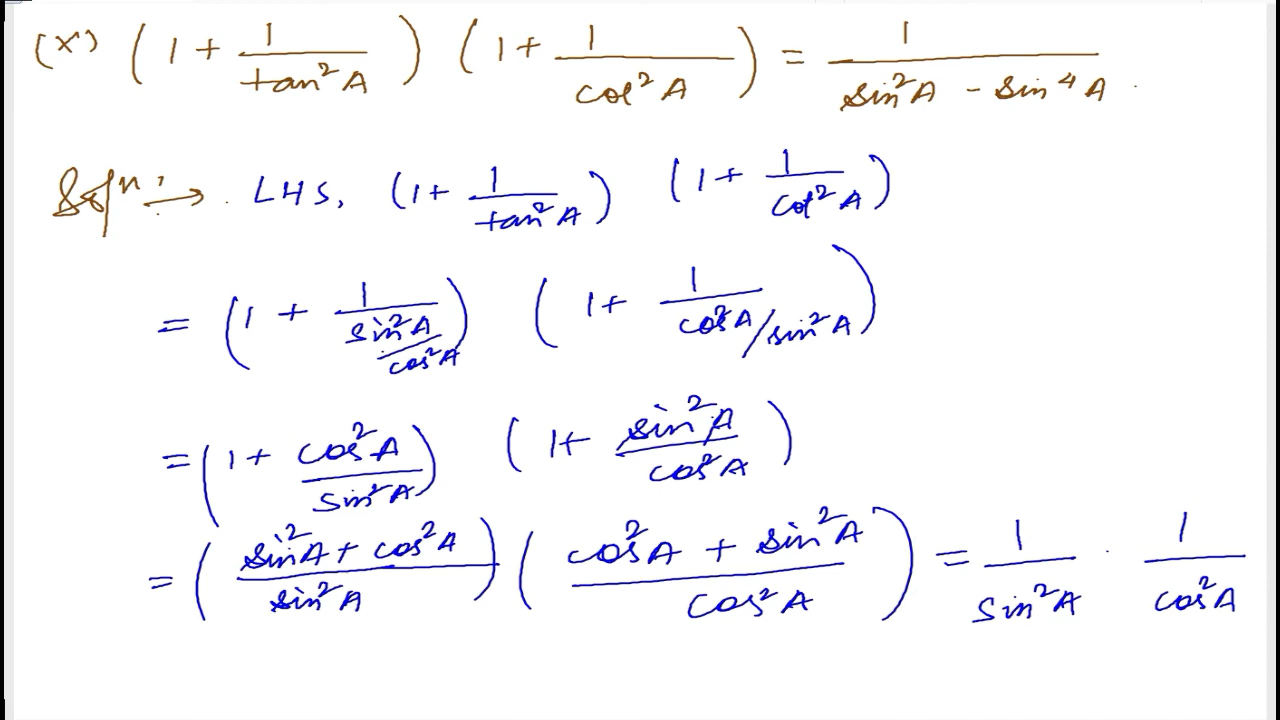 (x) (1 + 1/tan²A) (1 + 1/cot²A) = 1/(sin²A - sin⁴A)
Solⁿ: → LHS, (1 + 1/tan²A) (1 + 1/cot²A)
= (1 + 1/(sin²A/cos²A)) (1 + 1/(cos²A/sin²A))
= (1 + cos²A/sin²A) (1 + sin²A/cos²A)
= ((sin²A + cos²A)/sin²A) ((cos²A + sin²A)/cos²A) = 1/sin²A · 1/cos²A